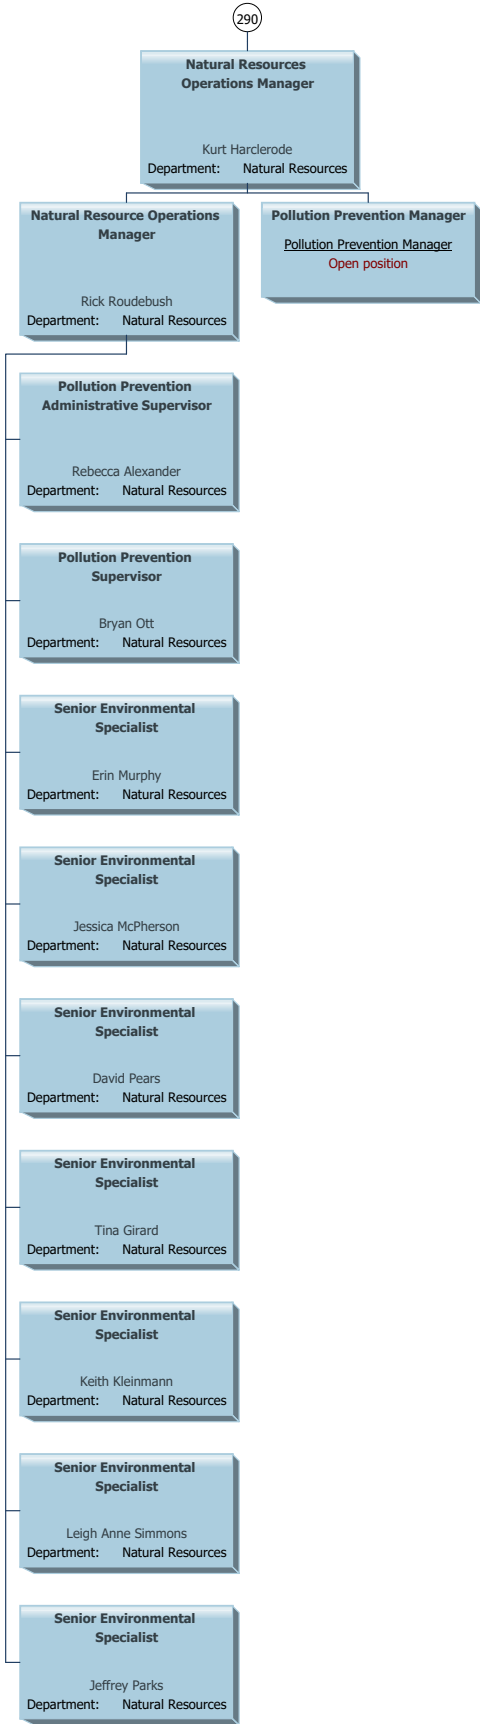 290
Natural Resources
Operations Manager
Kurt Harclerode
Department: Natural Resources
Natural Resource Operations
Manager
Rick Roudebush
Department: Natural Resources
Pollution Prevention Manager
Pollution Prevention Manager
Open position
Pollution Prevention
Administrative Supervisor
Rebecca Alexander
Department: Natural Resources
Pollution Prevention
Supervisor
Bryan Ott
Department: Natural Resources
Senior Environmental
Specialist
Erin Murphy
Department: Natural Resources
Senior Environmental
Specialist
Jessica McPherson
Department: Natural Resources
Senior Environmental
Specialist
David Pears
Department: Natural Resources
Senior Environmental
Specialist
Tina Girard
Department: Natural Resources
Senior Environmental
Specialist
Keith Kleinmann
Department: Natural Resources
Senior Environmental
Specialist
Leigh Anne Simmons
Department: Natural Resources
Senior Environmental
Specialist
Jeffrey Parks
Department: Natural Resources